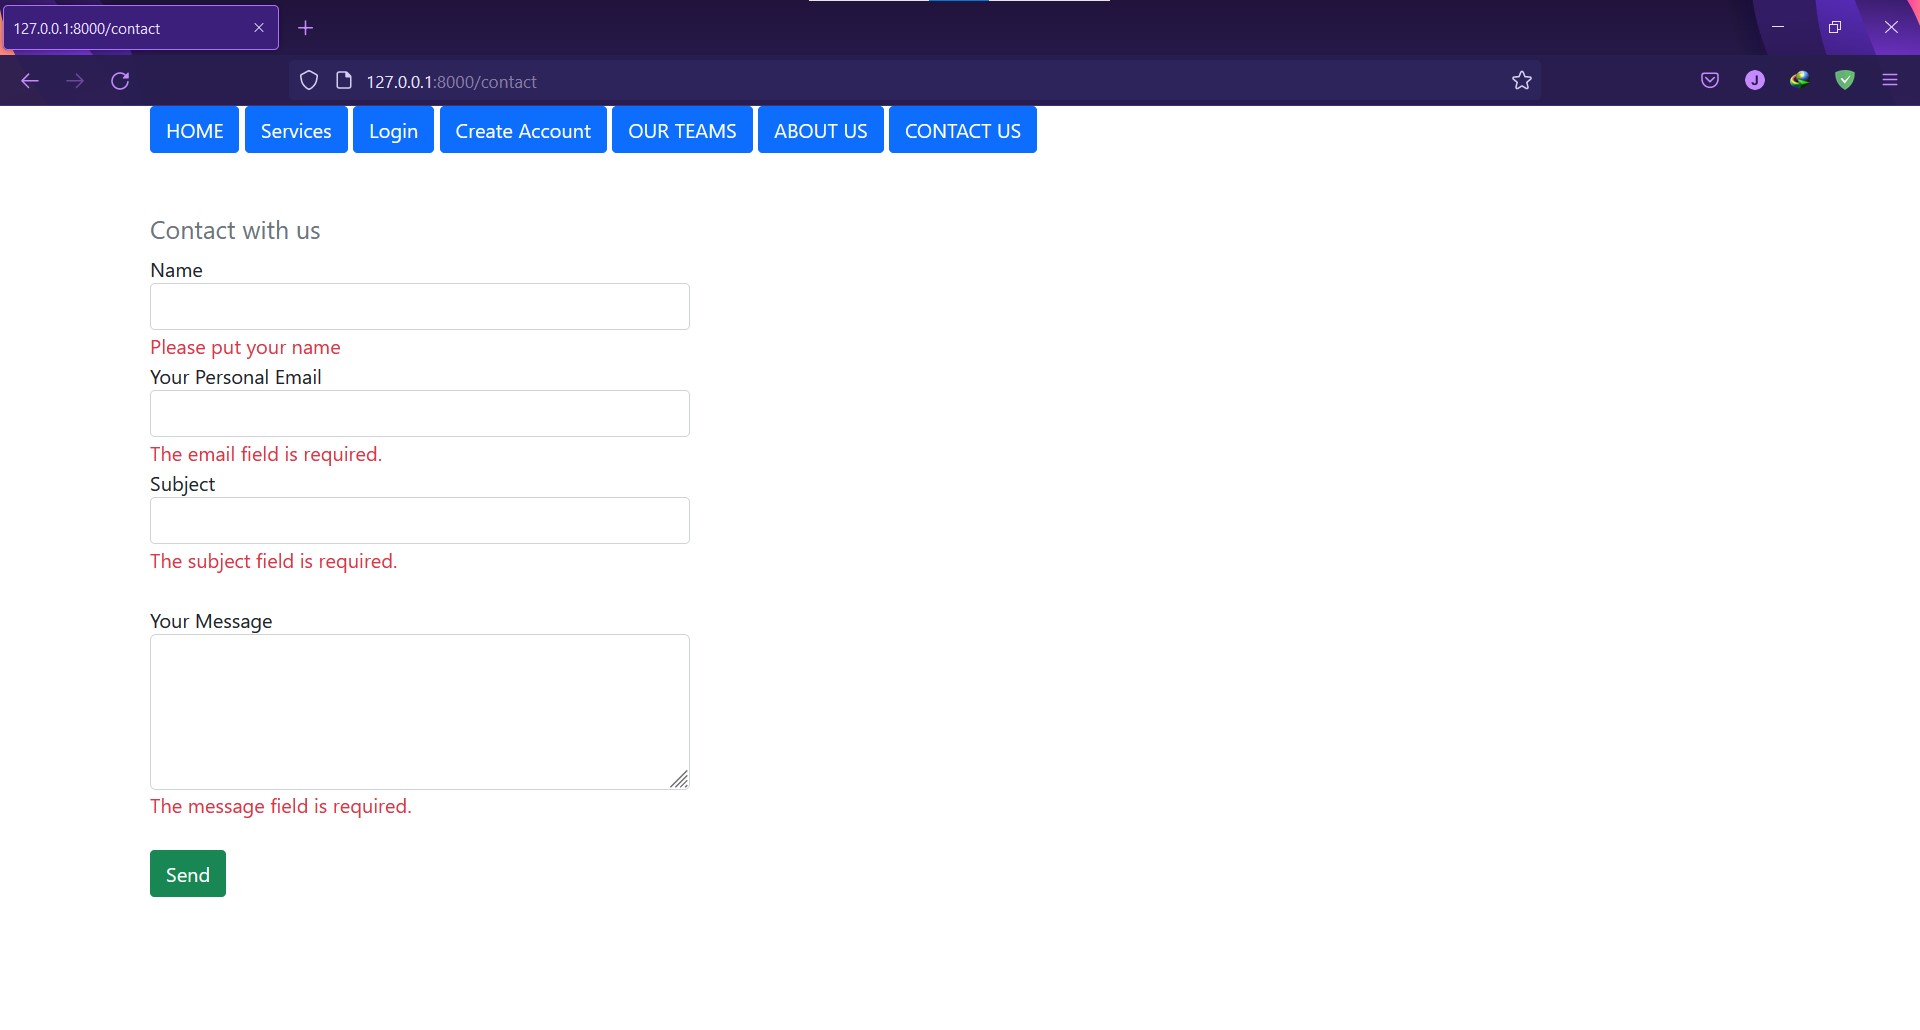 127.0.0.1:8000/contact
127.0.0.1:8000/contact
J
HOME Services Login Create Account OUR TEAMS ABOUT US CONTACT US
Contact with us
Name
Please put your name
Your Personal Email
The email field is required.
Subject
The subject field is required.
Your Message
The message field is required.
Send